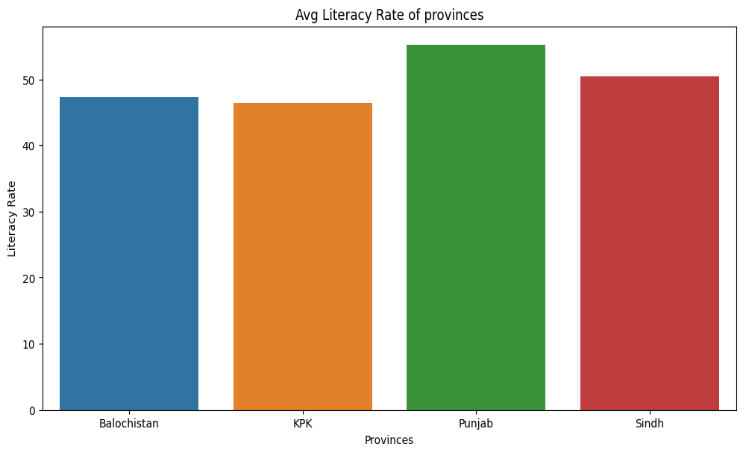 Avg Literacy Rate of provinces
Literacy Rate
50
40
30
20
10
0
Balochistan KPK Punjab Sindh
Provinces